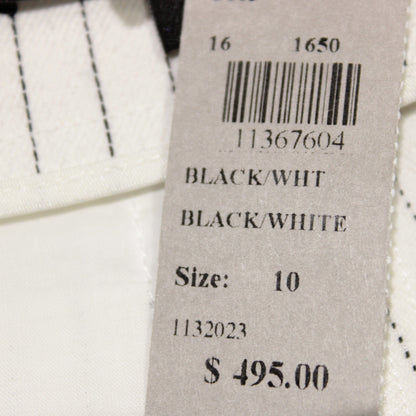 16 1650
11367604
BLACK/WHT
BLACK/WHITE
Size: 10
1132023
$ 495.00